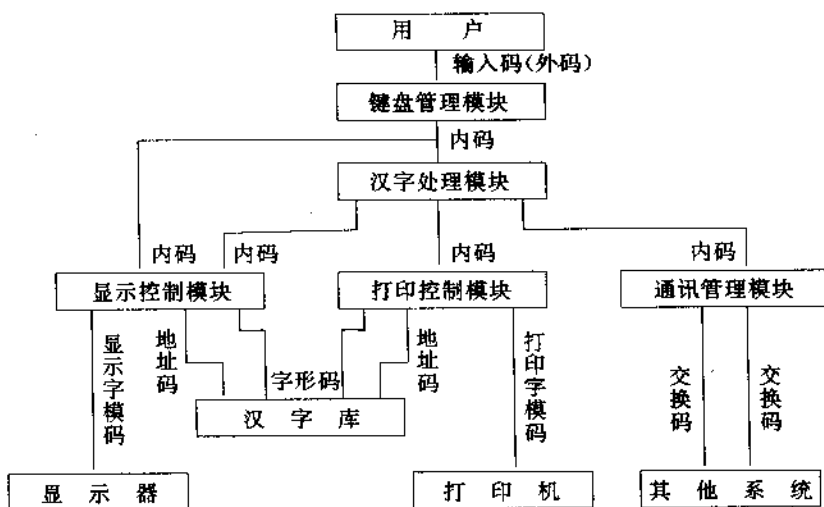 用 户
输入码(外码)
键盘管理模块
内码
汉字处理模块
内码 内码 内码 内码
显示控制模块 打印控制模块 通讯管理模块
显示字模码
地址码
字形码
地址码
打印字模码
交换码
交换码
汉 字 库
显 示 器 打 印 机 其 他 系 统